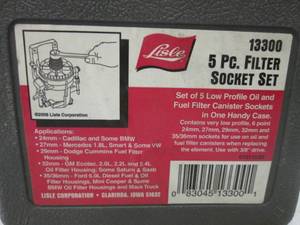 Lisle
13300
5 PC. FILTER
SOCKET SET
©2006 Lisle Corporation
Set of 5 Low Profile Oil and
Fuel Filter Canister Sockets
in One Handy Case.
Contains very low profile, 6 point
24mm, 27mm, 29mm, 32mm and
35/36mm sockets for use on oil and
fuel filter canisters when replacing
the element. Use with 3/8" drive.
Applications:
• 24mm - Cadillac and Some BMW
• 27mm - Mercedes 1.8L, Smart & Some VW
• 29mm - Dodge Cummins Fuel Filter
Housing
• 32mm - GM Ecotec, 2.0L, 2.2L and 1.4L
Oil Filter Housing; Some Saturn & Saab
• 35/36mm - Ford 6.0L Diesel Fuel & Oil
Filter Housings, Mini Cooper & Some
BMW Oil Filter Housings and Mack Truck
LISLE CORPORATION • CLARINDA, IOWA 51632
0 83045 13300 1